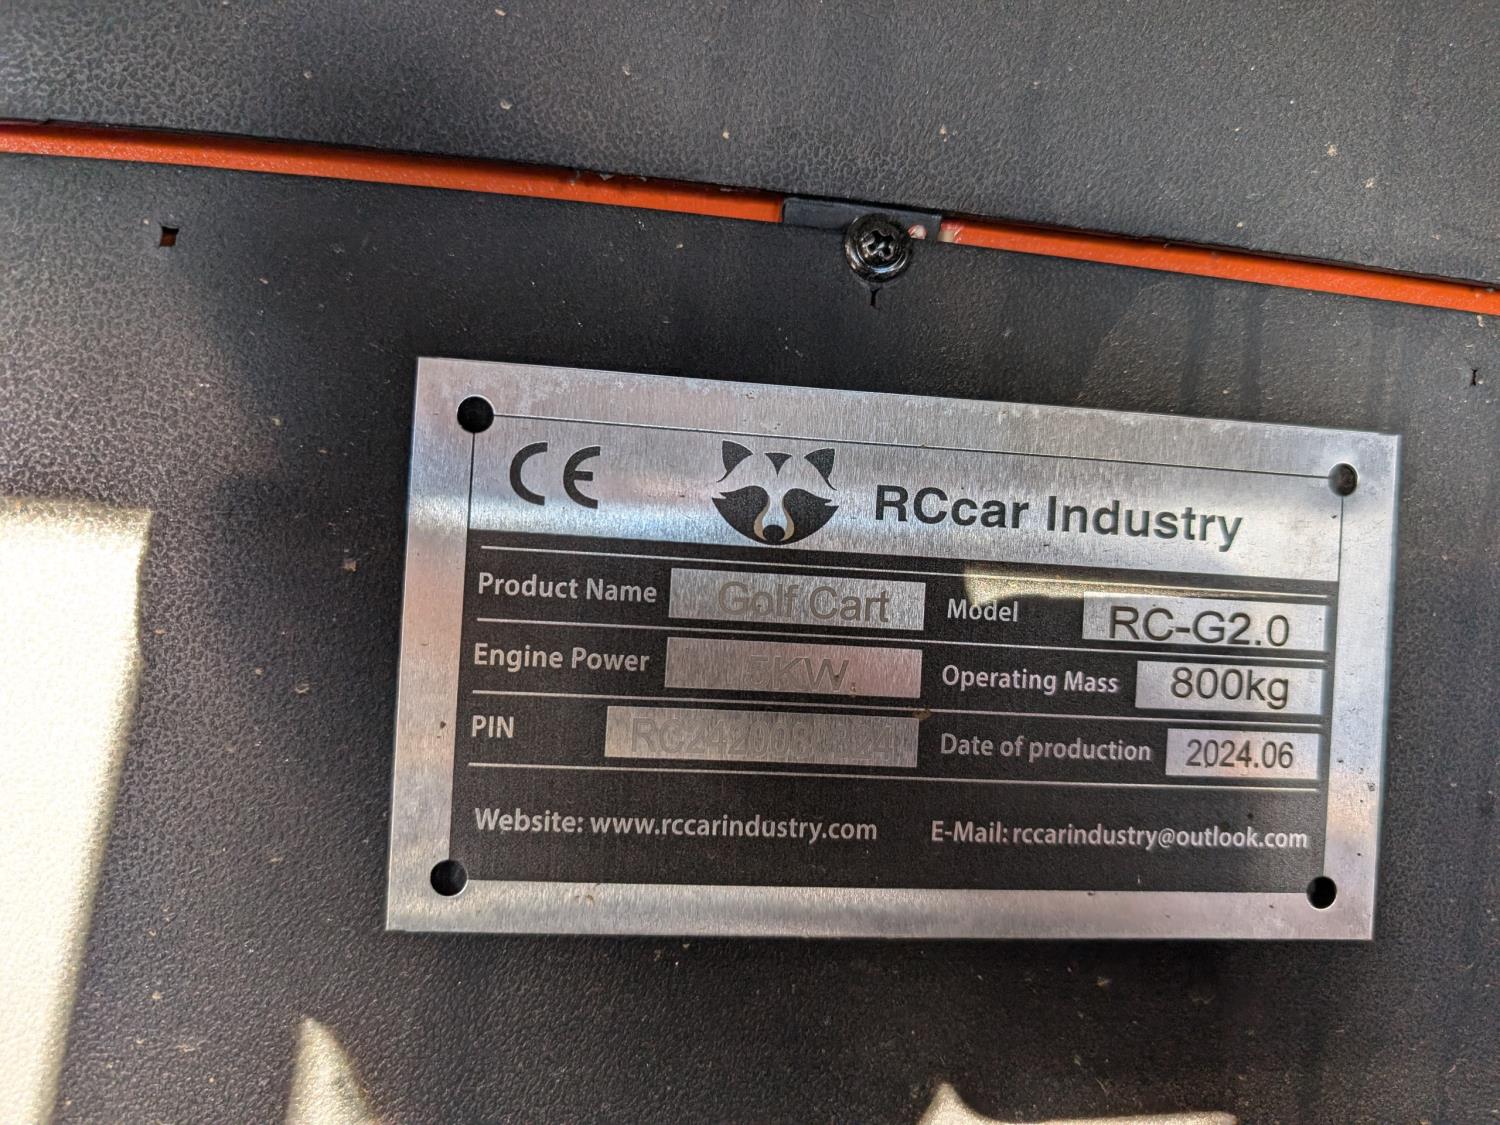 CE RCcar Industry
Product Name Golf Cart Model RC-G2.0
Engine Power 5KW Operating Mass 800kg
PIN Date of production 2024.06
Website: www.rccarindustry.com E-Mail: rccarindustry@outlook.com